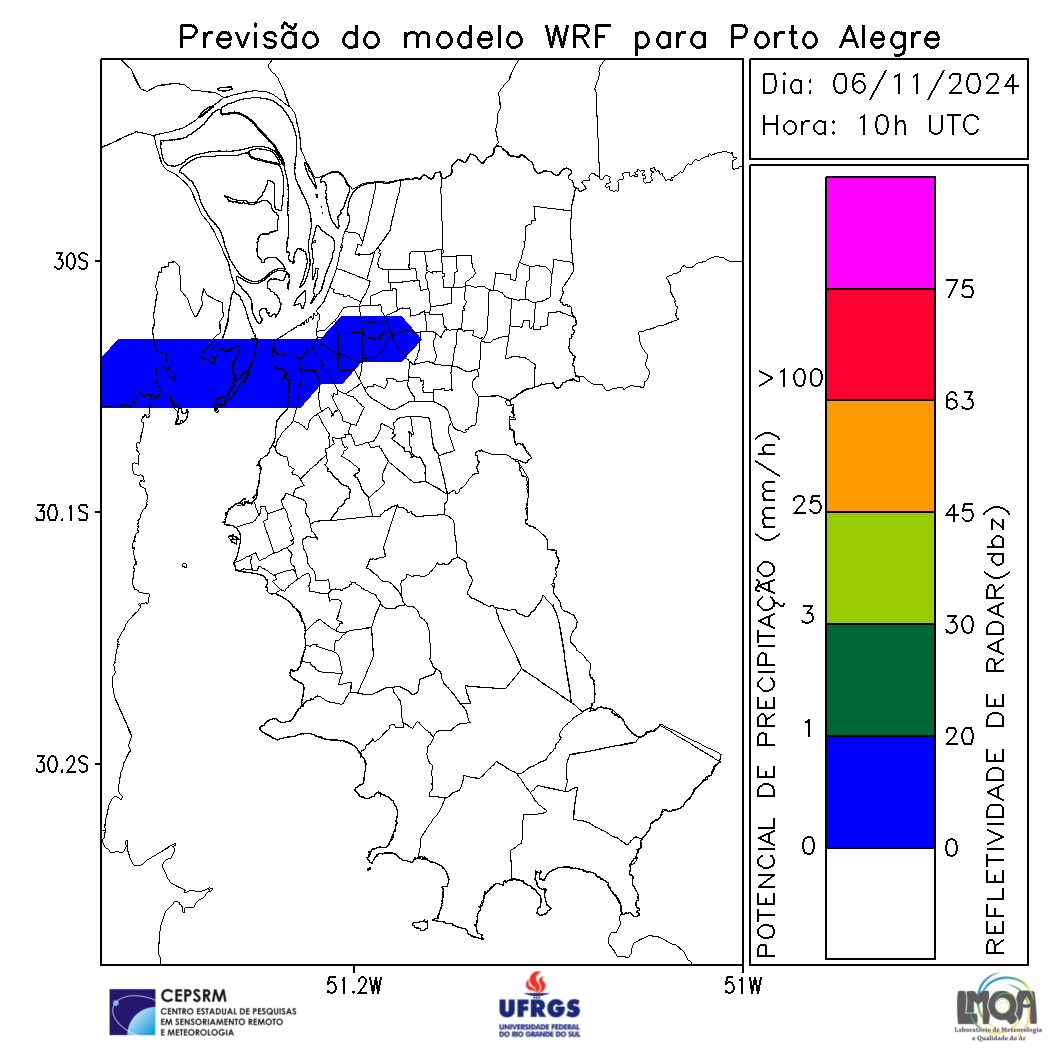 Previsão do modelo WRF para Porto Alegre
Dia: 06/11/2024
Hora: 10h UTC
30S
30.1S
30.2S
51.2W
51W
POTENCIAL DE PRECIPITAÇÃO (mm/h)
>100
25
3
1
0
75
63
45
30
20
0
REFLETIVIDADE DE RADAR(dbz)
CEPSRM
CENTRO ESTADUAL DE PESQUISAS
EM SENSORIAMENTO REMOTO
E METEOROLOGIA
UFRGS
UNIVERSIDADE FEDERAL
DO RIO GRANDE DO SUL
LMQA
Laboratório de Meteorologia
e Qualidade do Ar